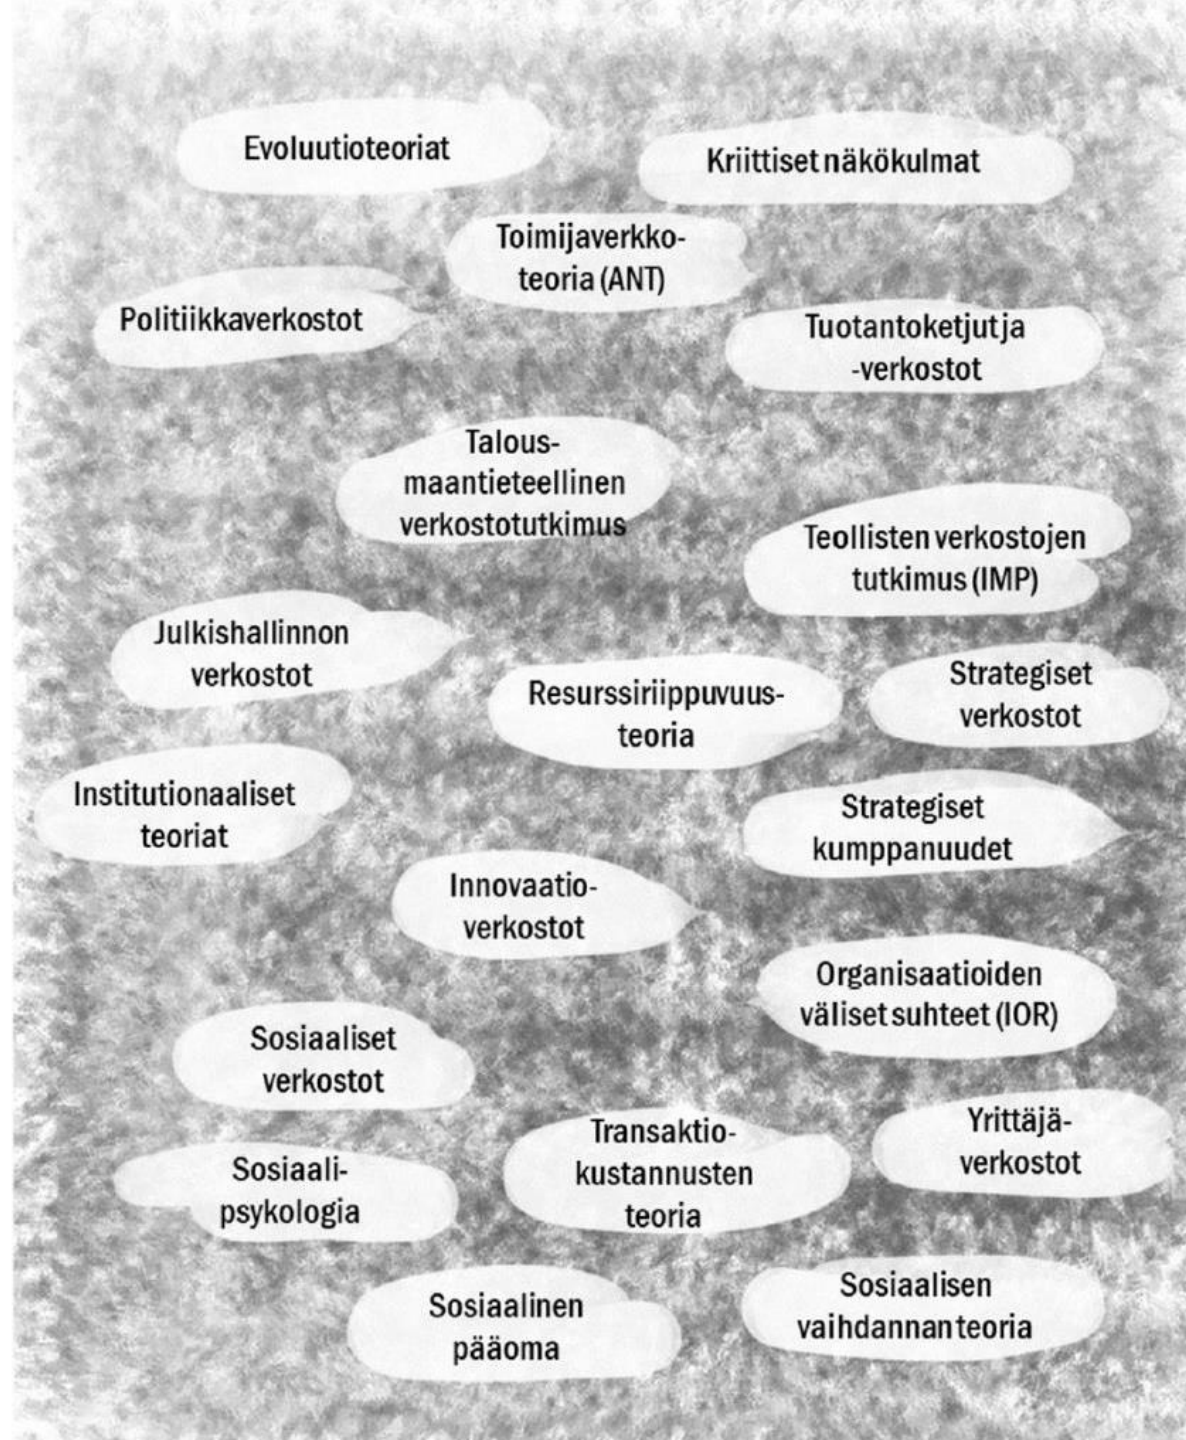 Evoluutioteoriat
Kriittiset näkökulmat
Toimijaverkko-
teoria (ANT)
Politiikkaverkostot
Tuotantoketjut ja
-verkostot
Talous-
maantieteellinen
verkostotutkimus
Teollisten verkostojen
tutkimus (IMP)
Julkishallinnon
verkostot
Resurssiriippuvuus-
teoria
Strategiset
verkostot
Institutionaaliset
teoriat
Strategiset
kumppanuudet
Innovaatio-
verkostot
Organisaatioiden
väliset suhteet (IOR)
Sosiaaliset
verkostot
Transaktio-
kustannusten
teoria
Yrittäjä-
verkostot
Sosiaali-
psykologia
Sosiaalinen
pääoma
Sosiaalisen
vaihdannan teoria